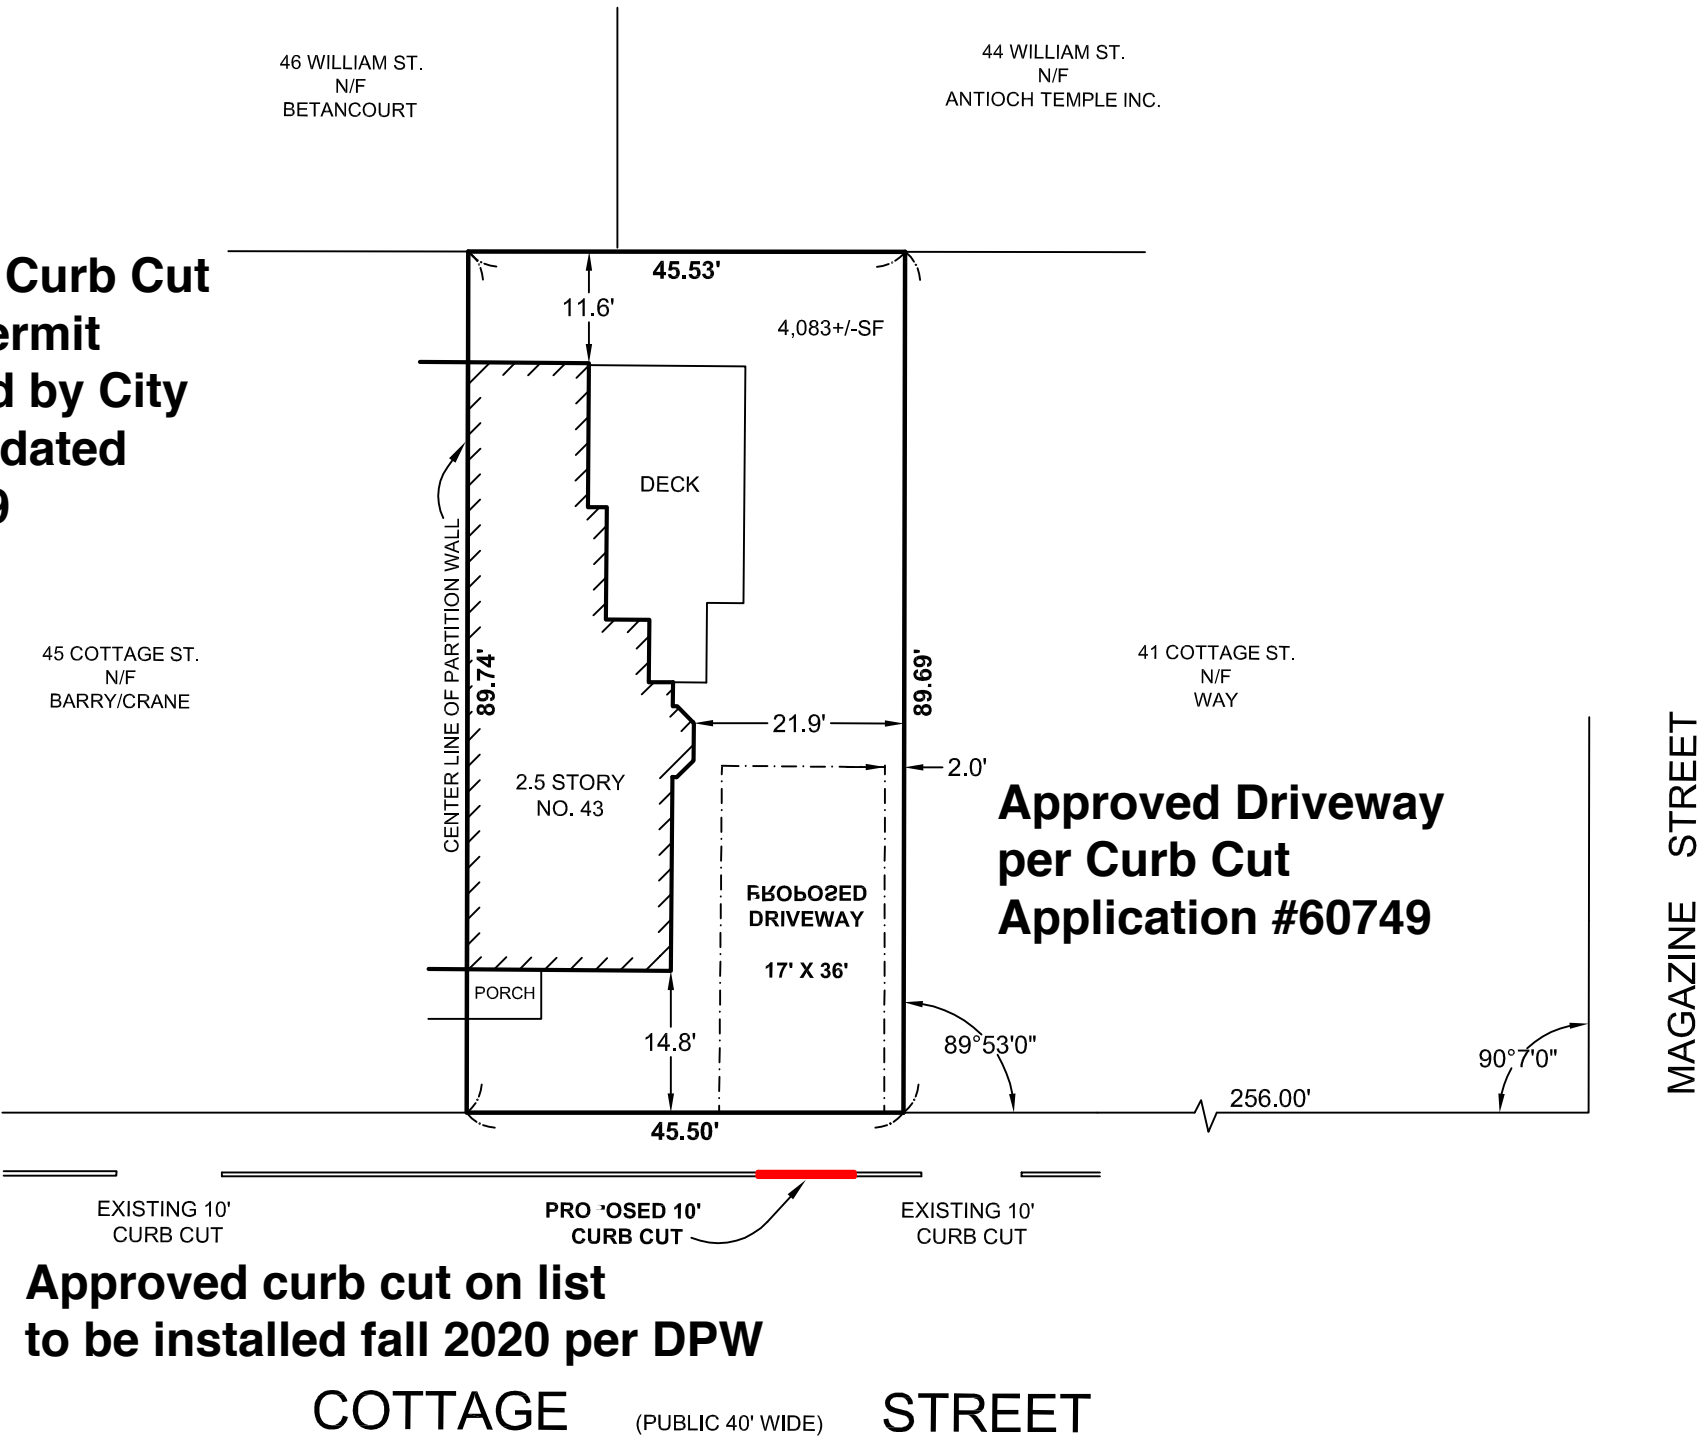 46 WILLIAM ST.
N/F
BETANCOURT
44 WILLIAM ST.
N/F
ANTIOCH TEMPLE INC.
Curb Cut
ermit
d by City
dated
9
45.53'
11.6'
4,083+/-SF
DECK
CENTER LINE OF PARTITION WALL
89.74'
89.69'
45 COTTAGE ST.
N/F
BARRY/CRANE
41 COTTAGE ST.
N/F
WAY
21.9'
2.0'
2.5 STORY
NO. 43
Approved Driveway
per Curb Cut
Application #60749
PROPOSED
DRIVEWAY
17' X 36'
MAGAZINE STREET
PORCH
14.8'
89°53'0"
90°7'0"
256.00'
45.50'
EXISTING 10'
CURB CUT
PRO OSED 10'
CURB CUT
EXISTING 10'
CURB CUT
Approved curb cut on list
to be installed fall 2020 per DPW
COTTAGE (PUBLIC 40' WIDE) STREET